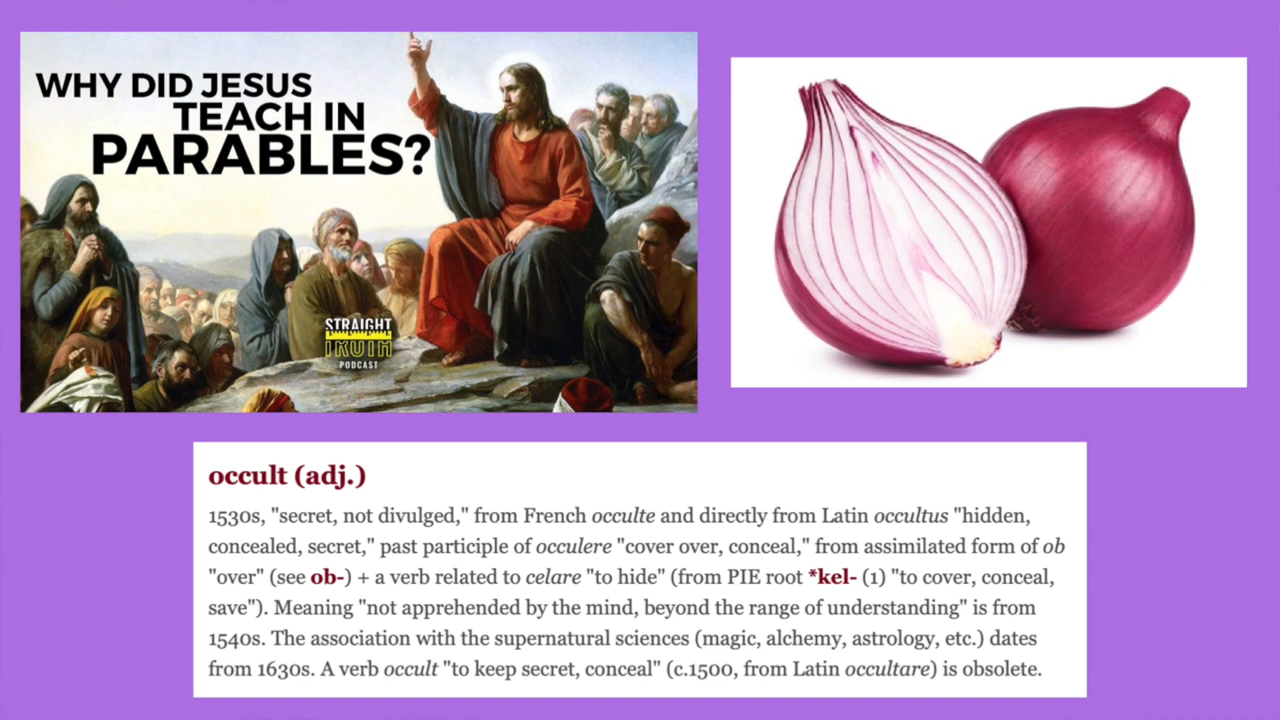 WHY DID JESUS
TEACH IN
PARABLES?
STRAIGHT
TRUTH
PODCAST
occult (adj.)
1530s, "secret, not divulged," from French occulte and directly from Latin occultus "hidden,
concealed, secret," past participle of occulere "cover over, conceal," from assimilated form of ob
"over" (see ob-) + a verb related to celare "to hide" (from PIE root *kel- (1) "to cover, conceal,
save"). Meaning "not apprehended by the mind, beyond the range of understanding" is from
1540s. The association with the supernatural sciences (magic, alchemy, astrology, etc.) dates
from 1630s. A verb occult "to keep secret, conceal" (c.1500, from Latin occultare) is obsolete.